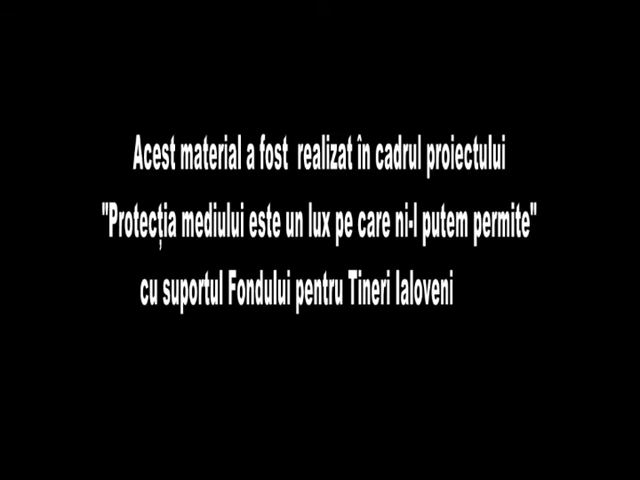 Acest material a fost  realizat în cadrul proiectului
"Protecția mediului este un lux pe care ni-l putem permite"
cu suportul Fondului pentru Tineri Ialoveni